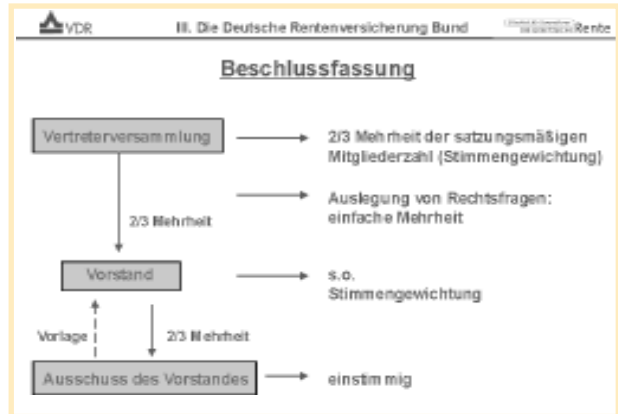 VDR III. Die Deutsche Rentenversicherung Bund Rente
Beschlussfassung
Vertreterversammlung
2/3 Mehrheit der satzungsmäßigen
Mitgliederzahl (Stimmengewichtung)
Auslegung von Rechtsfragen:
einfache Mehrheit
2/3 Mehrheit
Vorstand
s.o.
Stimmengewichtung
Vorlage
2/3 Mehrheit
Ausschuss des Vorstandes
einstimmig